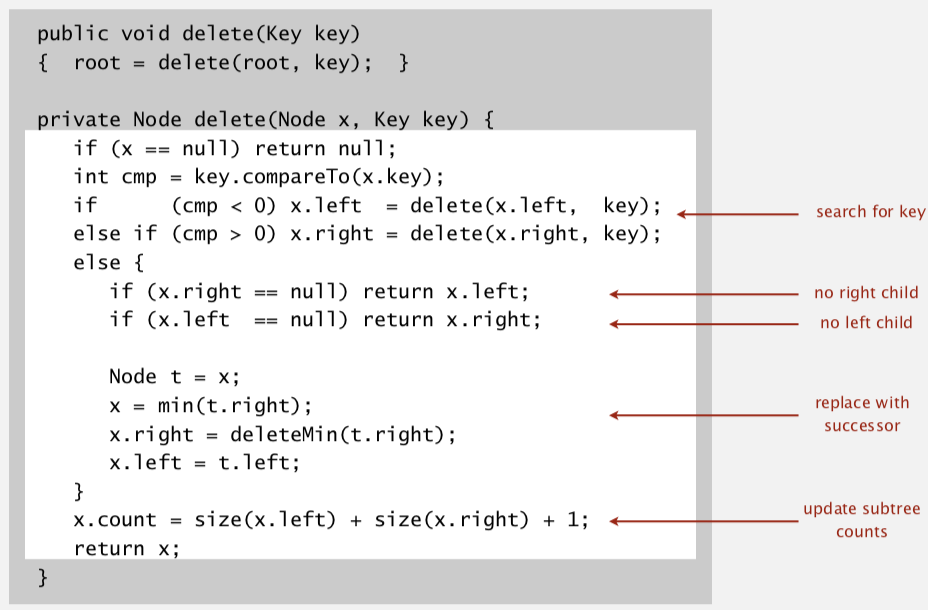 public void delete(Key key)
{  root = delete(root, key);  }
private Node delete(Node x, Key key) {
   if (x == null) return null;
   int cmp = key.compareTo(x.key);
   if      (cmp < 0) x.left  = delete(x.left,  key);
search for key
   else if (cmp > 0) x.right = delete(x.right, key);
   else {
      if (x.right == null) return x.left;
no right child
      if (x.left  == null) return x.right;
no left child
      Node t = x;
      x = min(t.right);
replace with
successor
      x.right = deleteMin(t.right);
      x.left = t.left;
   }
   x.count = size(x.left) + size(x.right) + 1;
update subtree
counts
   return x;
}